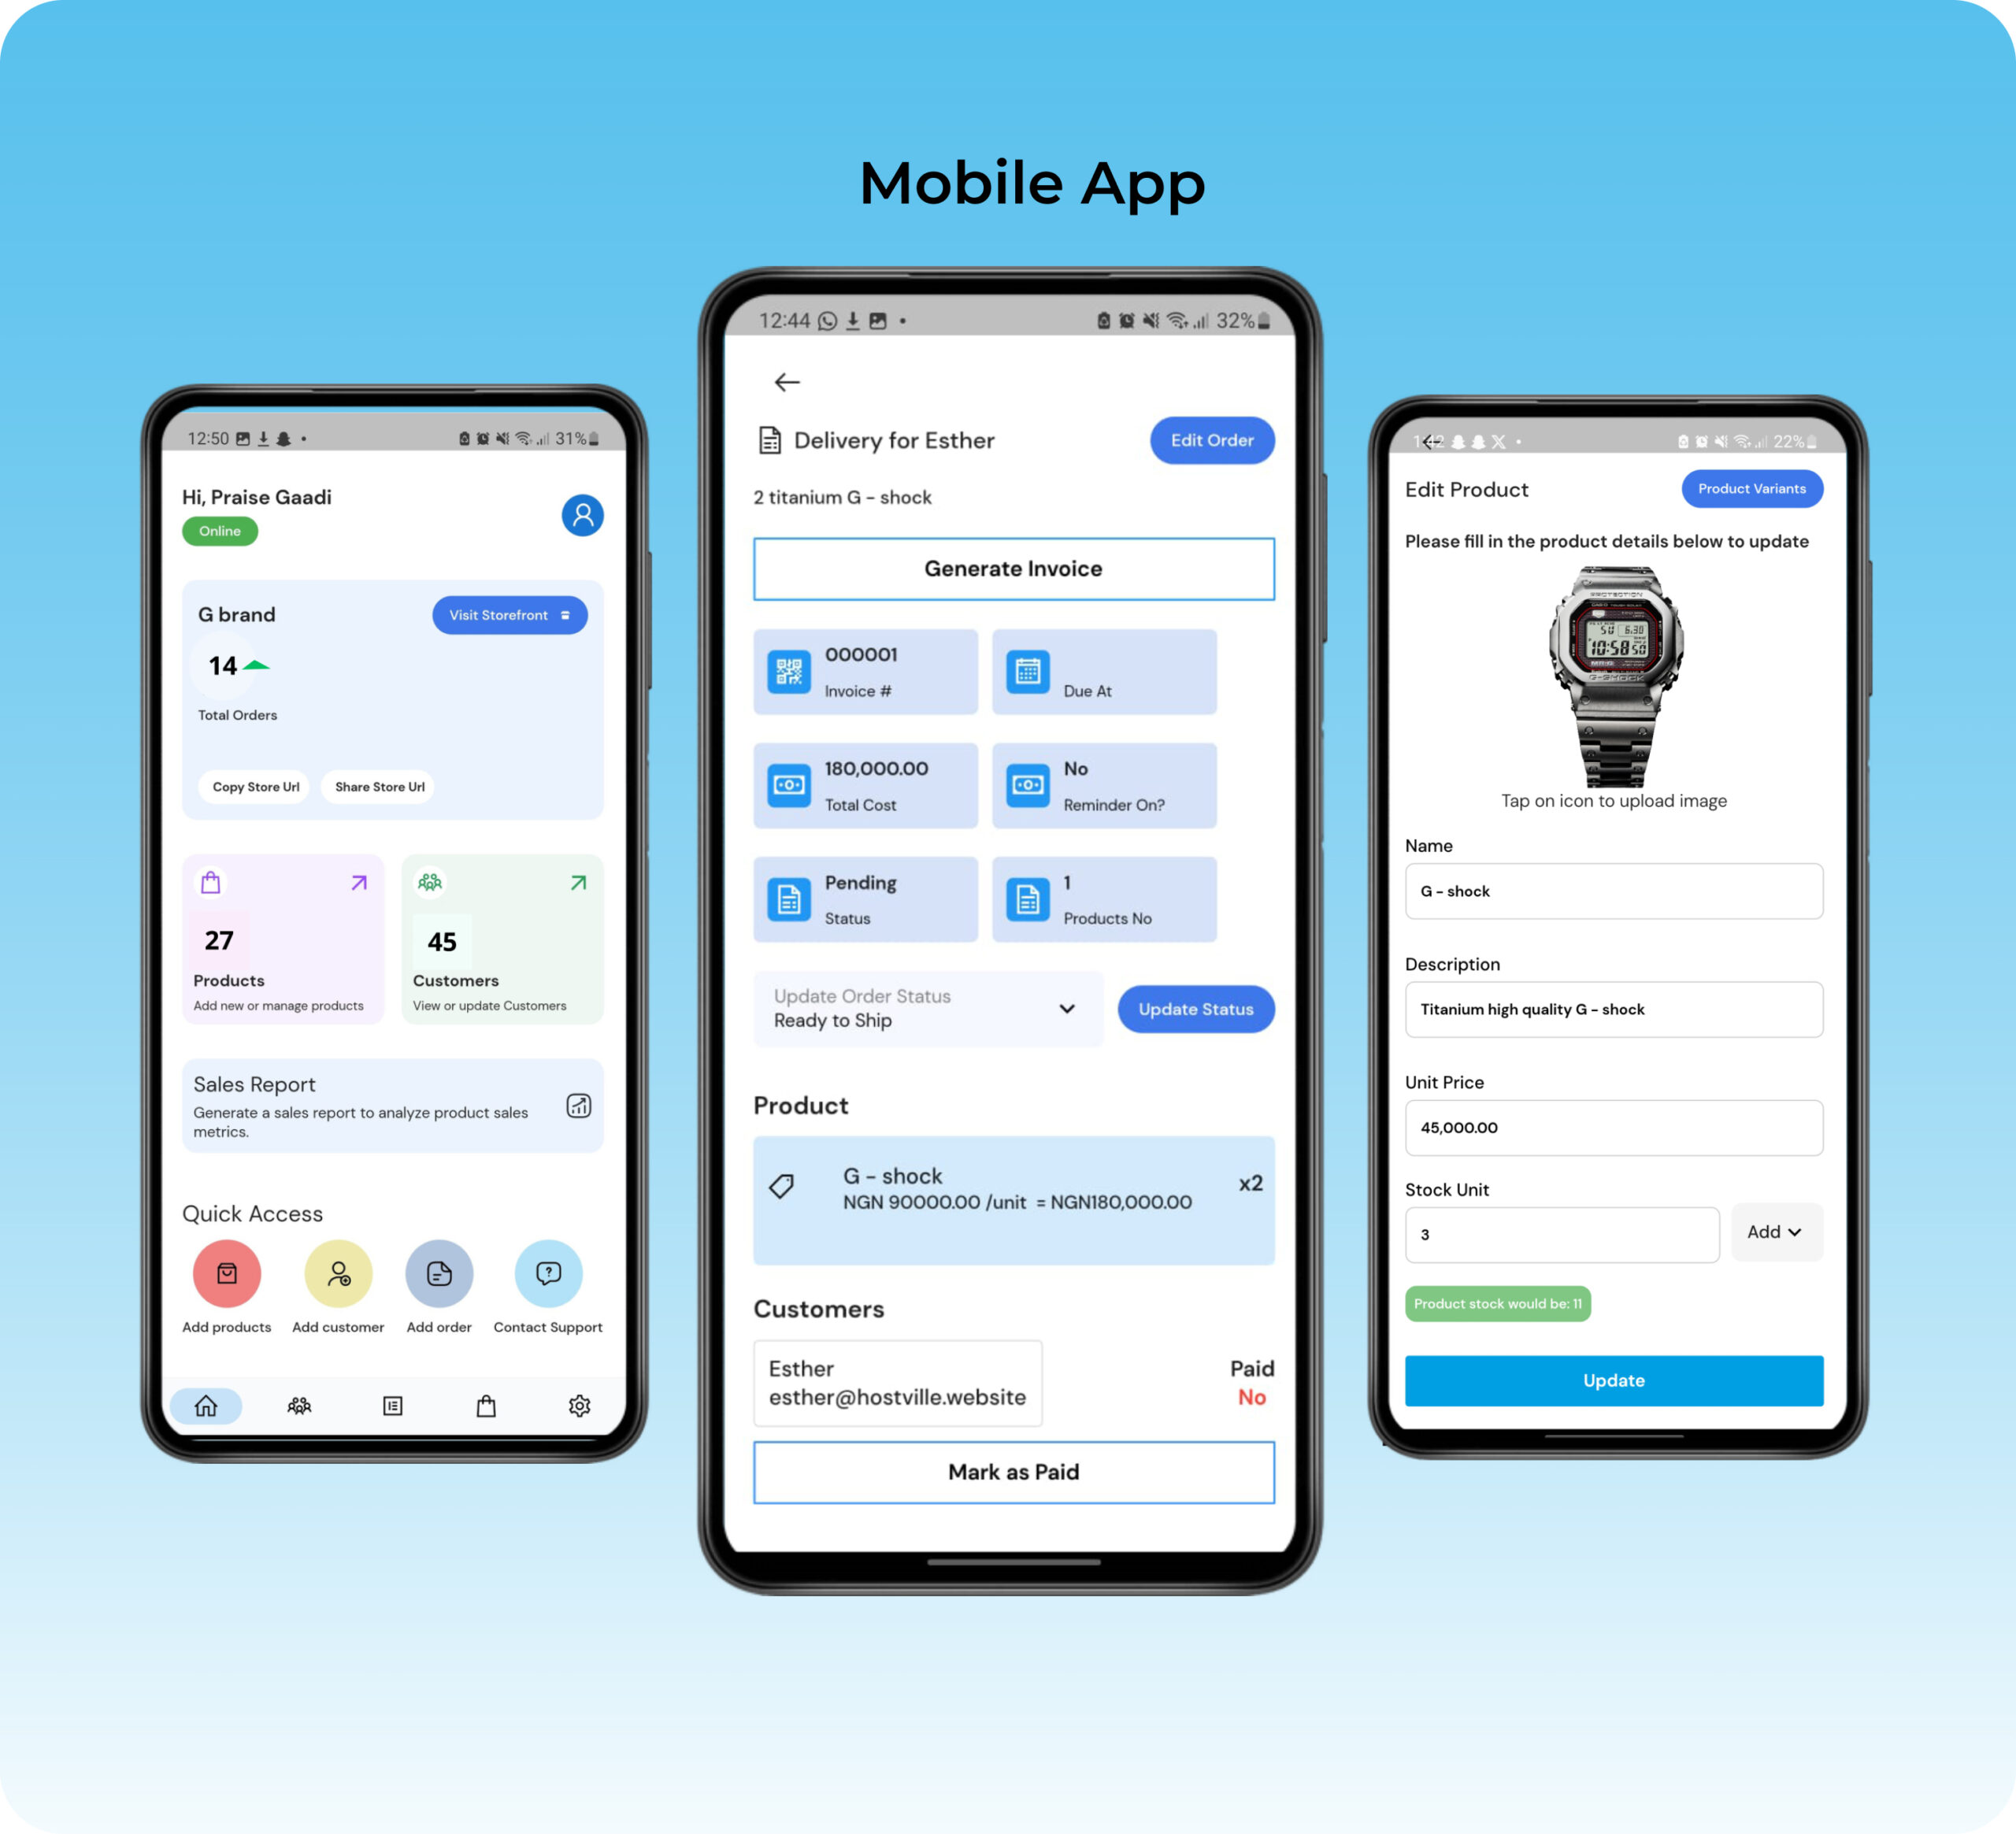 Mobile App
12:50
31%
Hi, Praise Gaadi
Online
G brand
Visit Storefront
14
Total Orders
Copy Store Url
Share Store Url
27
Products
Add new or manage products
45
Customers
View or update Customers
Sales Report
Generate a sales report to analyze product sales
metrics.
Quick Access
Add products
Add customer
Add order
Contact Support
12:44
32%
Delivery for Esther
Edit Order
2 titanium G - shock
Generate Invoice
000001
Invoice #
Due At
180,000.00
Total Cost
No
Reminder On?
Pending
Status
1
Products No
Update Order Status
Ready to Ship
Update Status
Product
G - shock
NGN 90000.00 /unit = NGN180,000.00
x2
Customers
Esther
esther@hostville.website
Paid
No
Mark as Paid
22%
Edit Product
Product Variants
Please fill in the product details below to update
PROTECTION
SU 6.30
10:58 50
G-SHOCK
Tap on icon to upload image
Name
G - shock
Description
Titanium high quality G - shock
Unit Price
45,000.00
Stock Unit
3
Add
Product stock would be: 11
Update